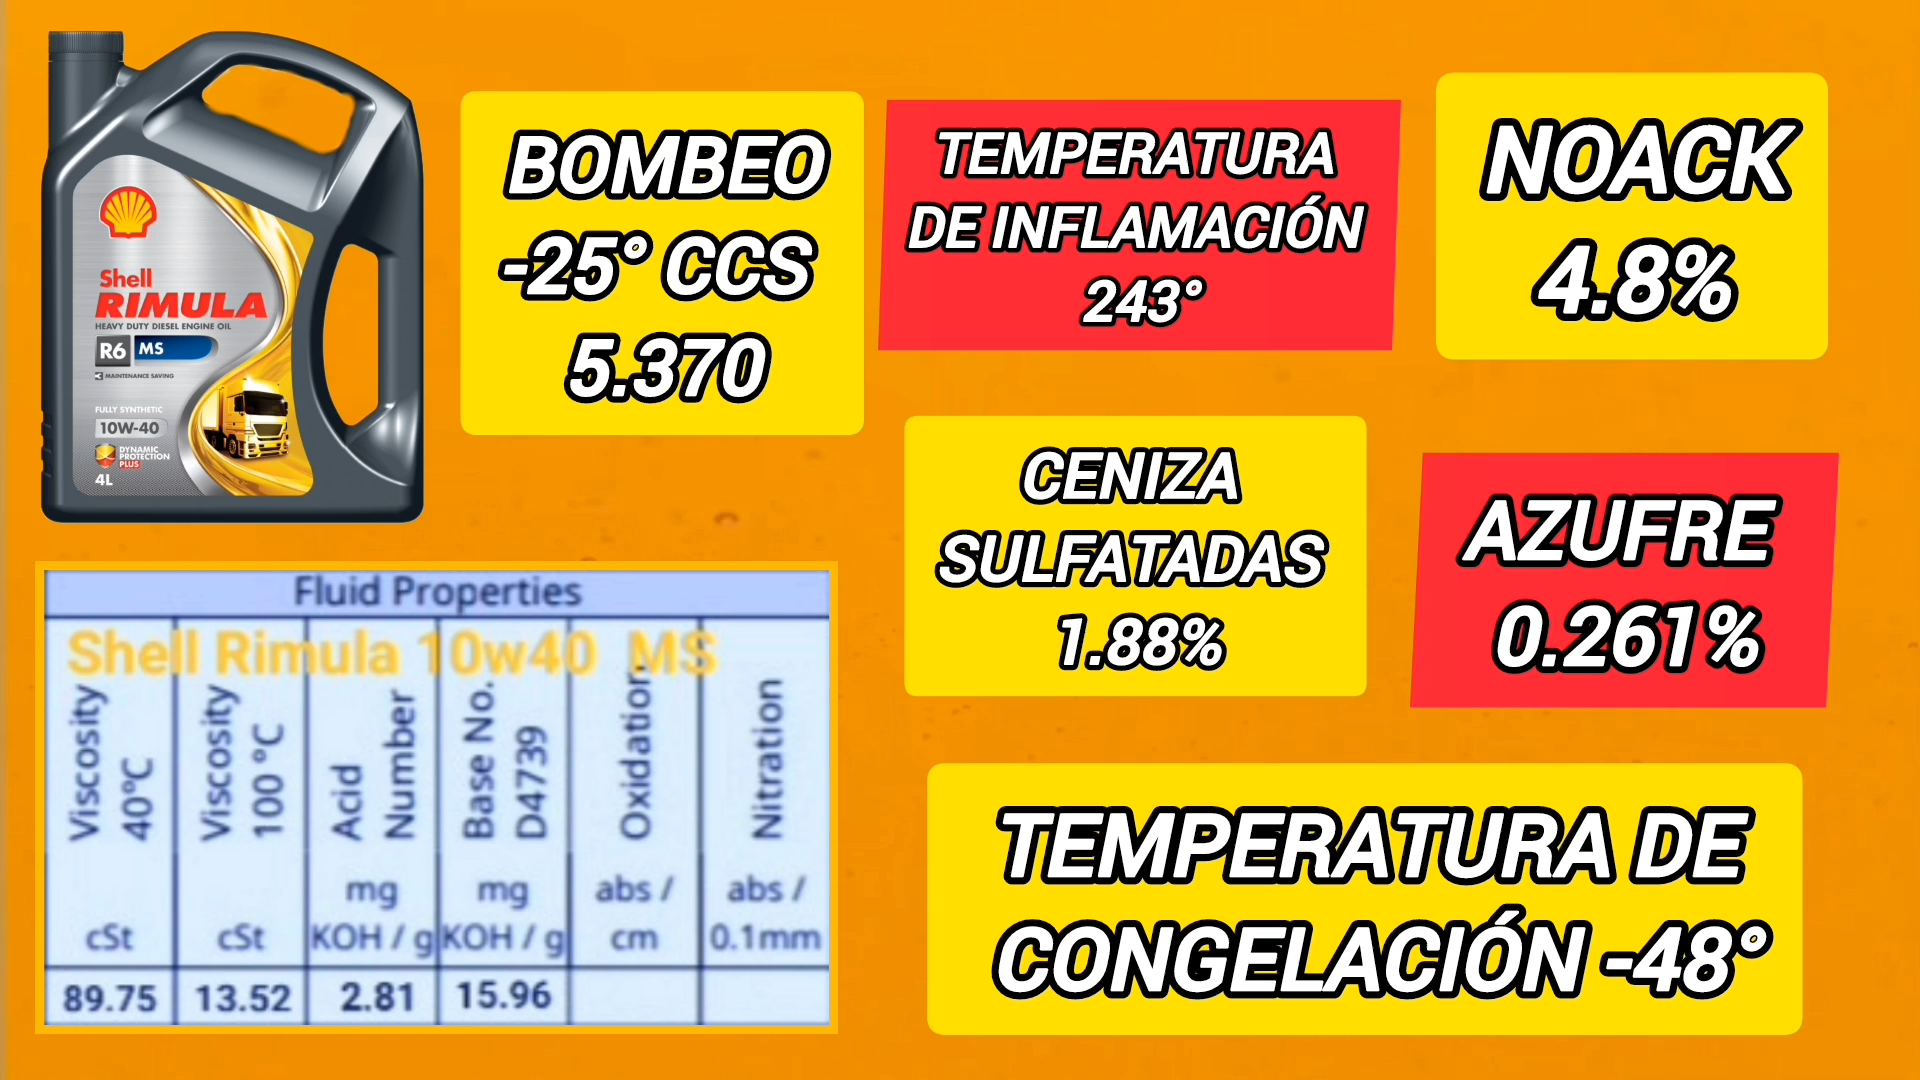 Shell
RIMULA
HEAVY DUTY DIESEL ENGINE OIL
R6 MS
MAINTENANCE SAVING
FULLY SYNTHETIC
10W-40
DYNAMIC
PROTECTION
PLUS
4L
BOMBEO
-25° CCS
5.370
TEMPERATURA
DE INFLAMACIÓN
243°
NOACK
4.8%
CENIZA
SULFATADAS
1.88%
AZUFRE
0.261%
Fluid Properties
Shell Rimula 10w40 MS
Viscosity
40°C
Viscosity
100 °C
Acid
Number
Base No.
D4739
Oxidation
Nitration
cSt
cSt
mg
KOH / g
mg
KOH / g
abs /
cm
abs /
0.1mm
89.75 13.52 2.81 15.96
TEMPERATURA DE
CONGELACIÓN -48°